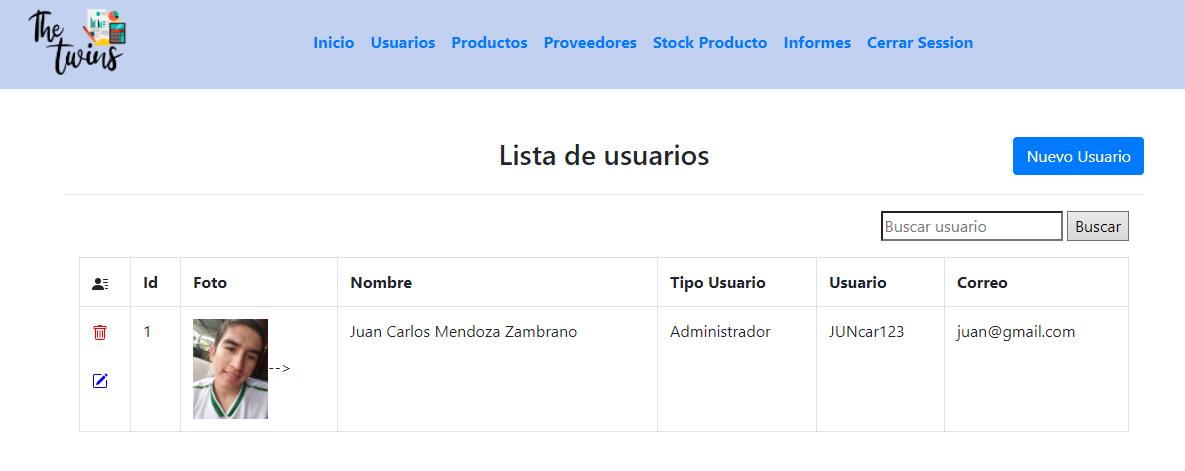 The
twins
Inicio Usuarios Productos Proveedores Stock Producto Informes Cerrar Session
Lista de usuarios
Nuevo Usuario
Buscar usuario Buscar
Id Foto Nombre Tipo Usuario Usuario Correo
1 --> Juan Carlos Mendoza Zambrano Administrador JUNcar123 juan@gmail.com